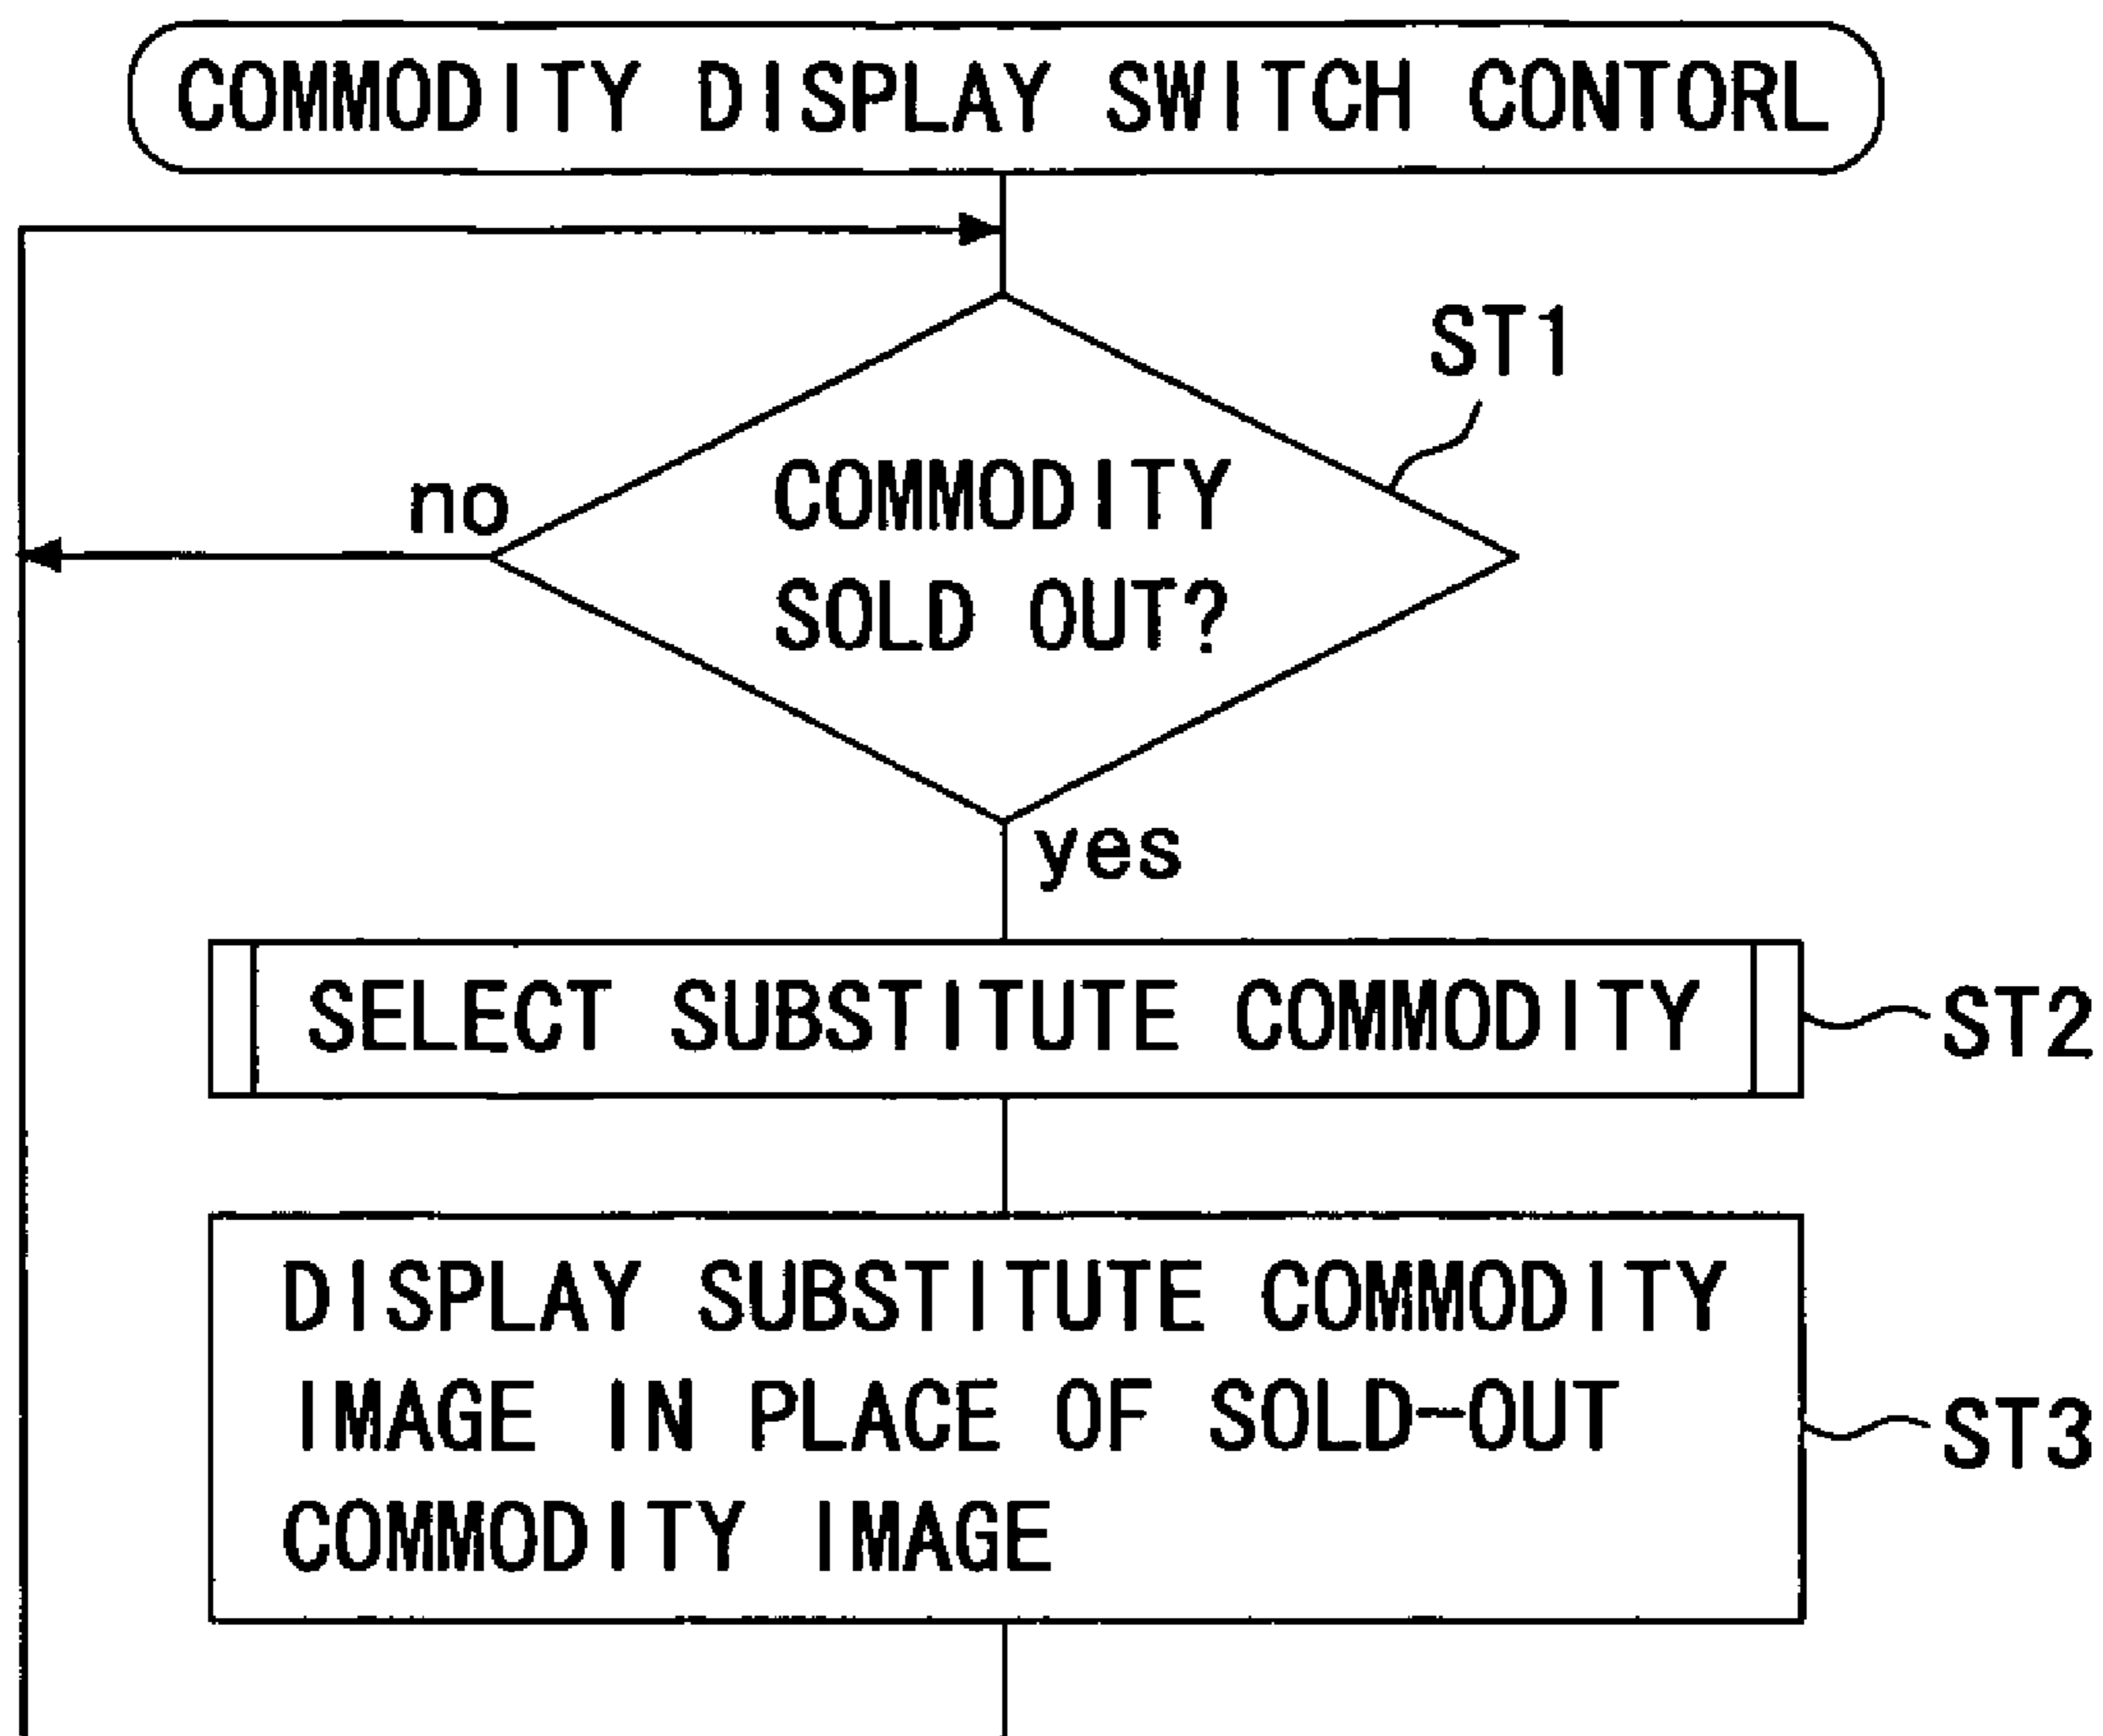 COMMODITY DISPLAY SWITCH CONTORL
ST1
no
COMMODITY
SOLD OUT?
yes
SELECT SUBSTITUTE COMMODITY
ST2
DISPLAY SUBSTITUTE COMMODITY
IMAGE IN PLACE OF SOLD-OUT
COMMODITY IMAGE
ST3